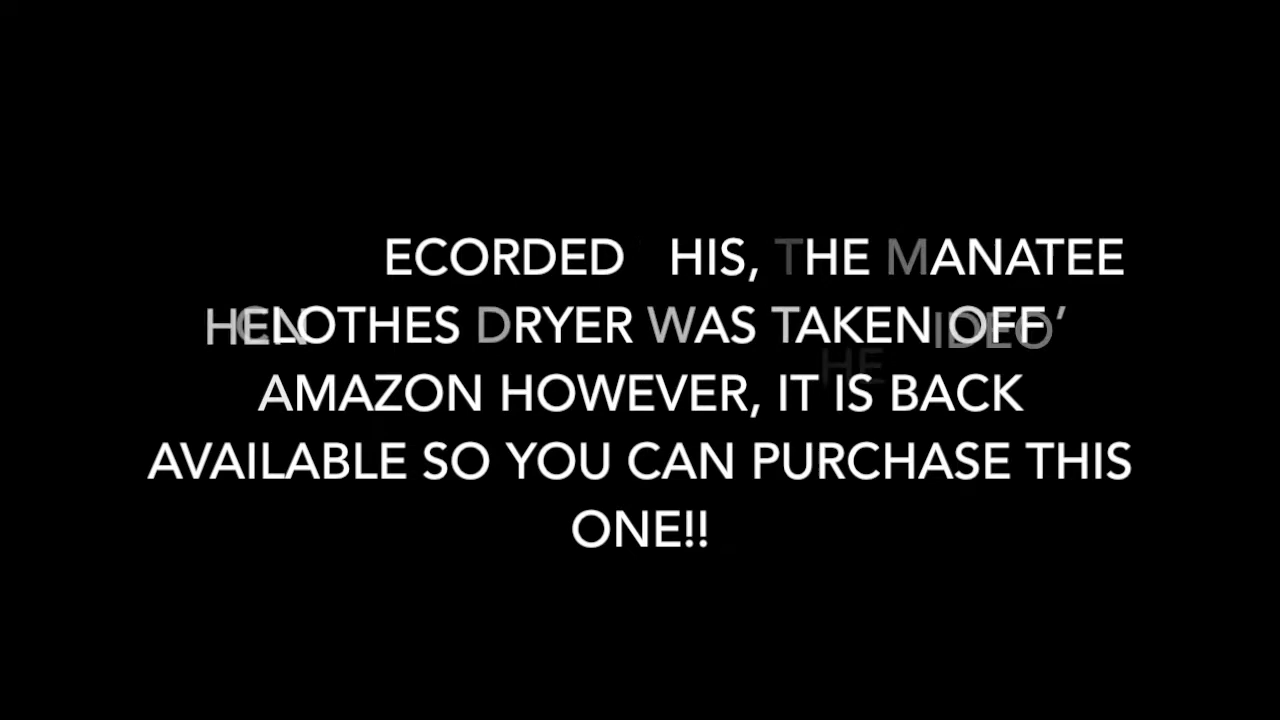 ECORDED HIS, THE MANATEE
CLOTHES DRYER WAS TAKEN OFF
AMAZON HOWEVER, IT IS BACK
AVAILABLE SO YOU CAN PURCHASE THIS
ONE!!